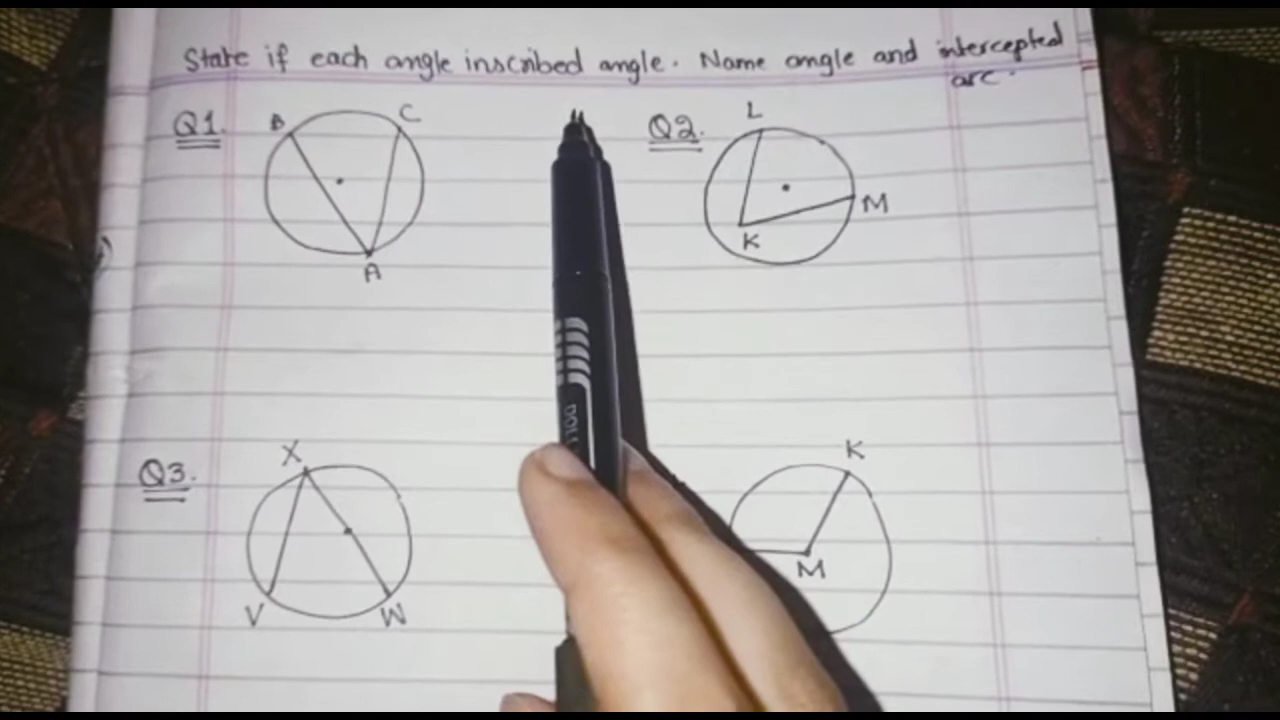 State if each angle inscribed angle. Name angle and intercepted
arc.
Q1. B C
A
Q2. L
M
K
Q3. X
V W
K
M